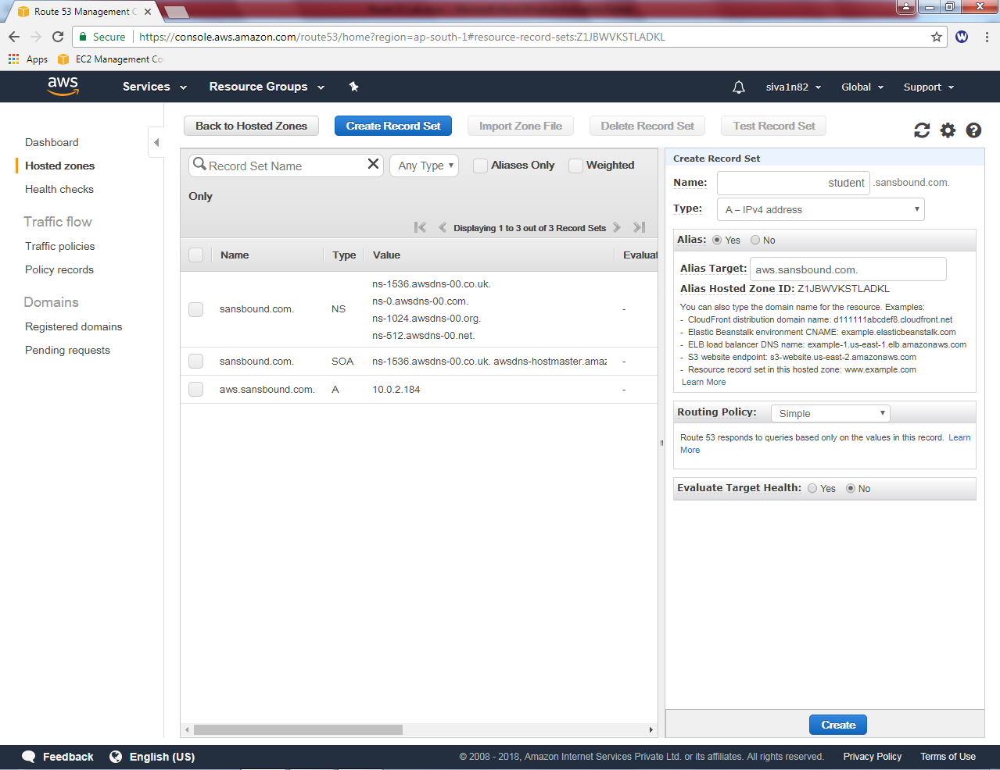 Route 53 Management C
Secure
https://console.aws.amazon.com/route53/home?region=ap-south-1#resource-record-sets:Z1JBWVKSTLADKL
W
Apps
EC2 Management Co
aws
Services
Resource Groups
siva1n82
Global
Support
Dashboard
Hosted zones
Health checks
Traffic flow
Traffic policies
Policy records
Domains
Registered domains
Pending requests
Back to Hosted Zones
Create Record Set
Import Zone File
Delete Record Set
Test Record Set
Record Set Name
Any Type
Aliases Only
Weighted
Only
Displaying 1 to 3 out of 3 Record Sets
Name Type Value Evaluat
sansbound.com. NS
ns-1536.awsdns-00.co.uk.
ns-0.awsdns-00.com.
ns-1024.awsdns-00.org.
ns-512.awsdns-00.net.
-
sansbound.com. SOA ns-1536.awsdns-00.co.uk. awsdns-hostmaster.amaz -
aws.sansbound.com. A 10.0.2.184 -
Create Record Set
Name: student .sansbound.com.
Type: A – IPv4 address
Alias: Yes No
Alias Target: aws.sansbound.com.
Alias Hosted Zone ID: Z1JBWVKSTLADKL
You can also type the domain name for the resource. Examples:
- CloudFront distribution domain name: d111111abcdef8.cloudfront.net
- Elastic Beanstalk environment CNAME: example.elasticbeanstalk.com
- ELB load balancer DNS name: example-1.us-east-1.elb.amazonaws.com
- S3 website endpoint: s3-website.us-east-2.amazonaws.com
- Resource record set in this hosted zone: www.example.com
Learn More
Routing Policy: Simple
Route 53 responds to queries based only on the values in this record. Learn
More
Evaluate Target Health: Yes No
Create
Feedback
English (US)
© 2008 - 2018, Amazon Internet Services Private Ltd. or its affiliates. All rights reserved.
Privacy Policy
Terms of Use